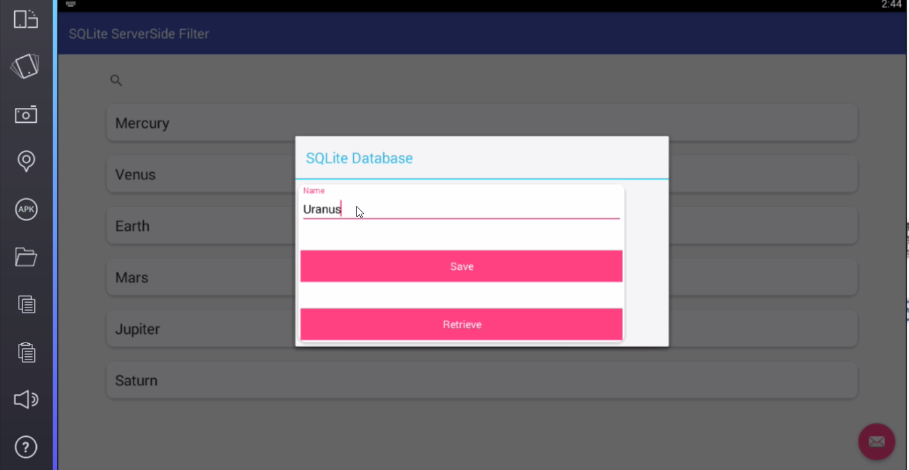 2:44
SQLite ServerSide Filter
Mercury
Venus
Earth
Mars
Jupiter
Saturn
SQLite Database
Name
Uranus
Save
Retrieve
APK
?